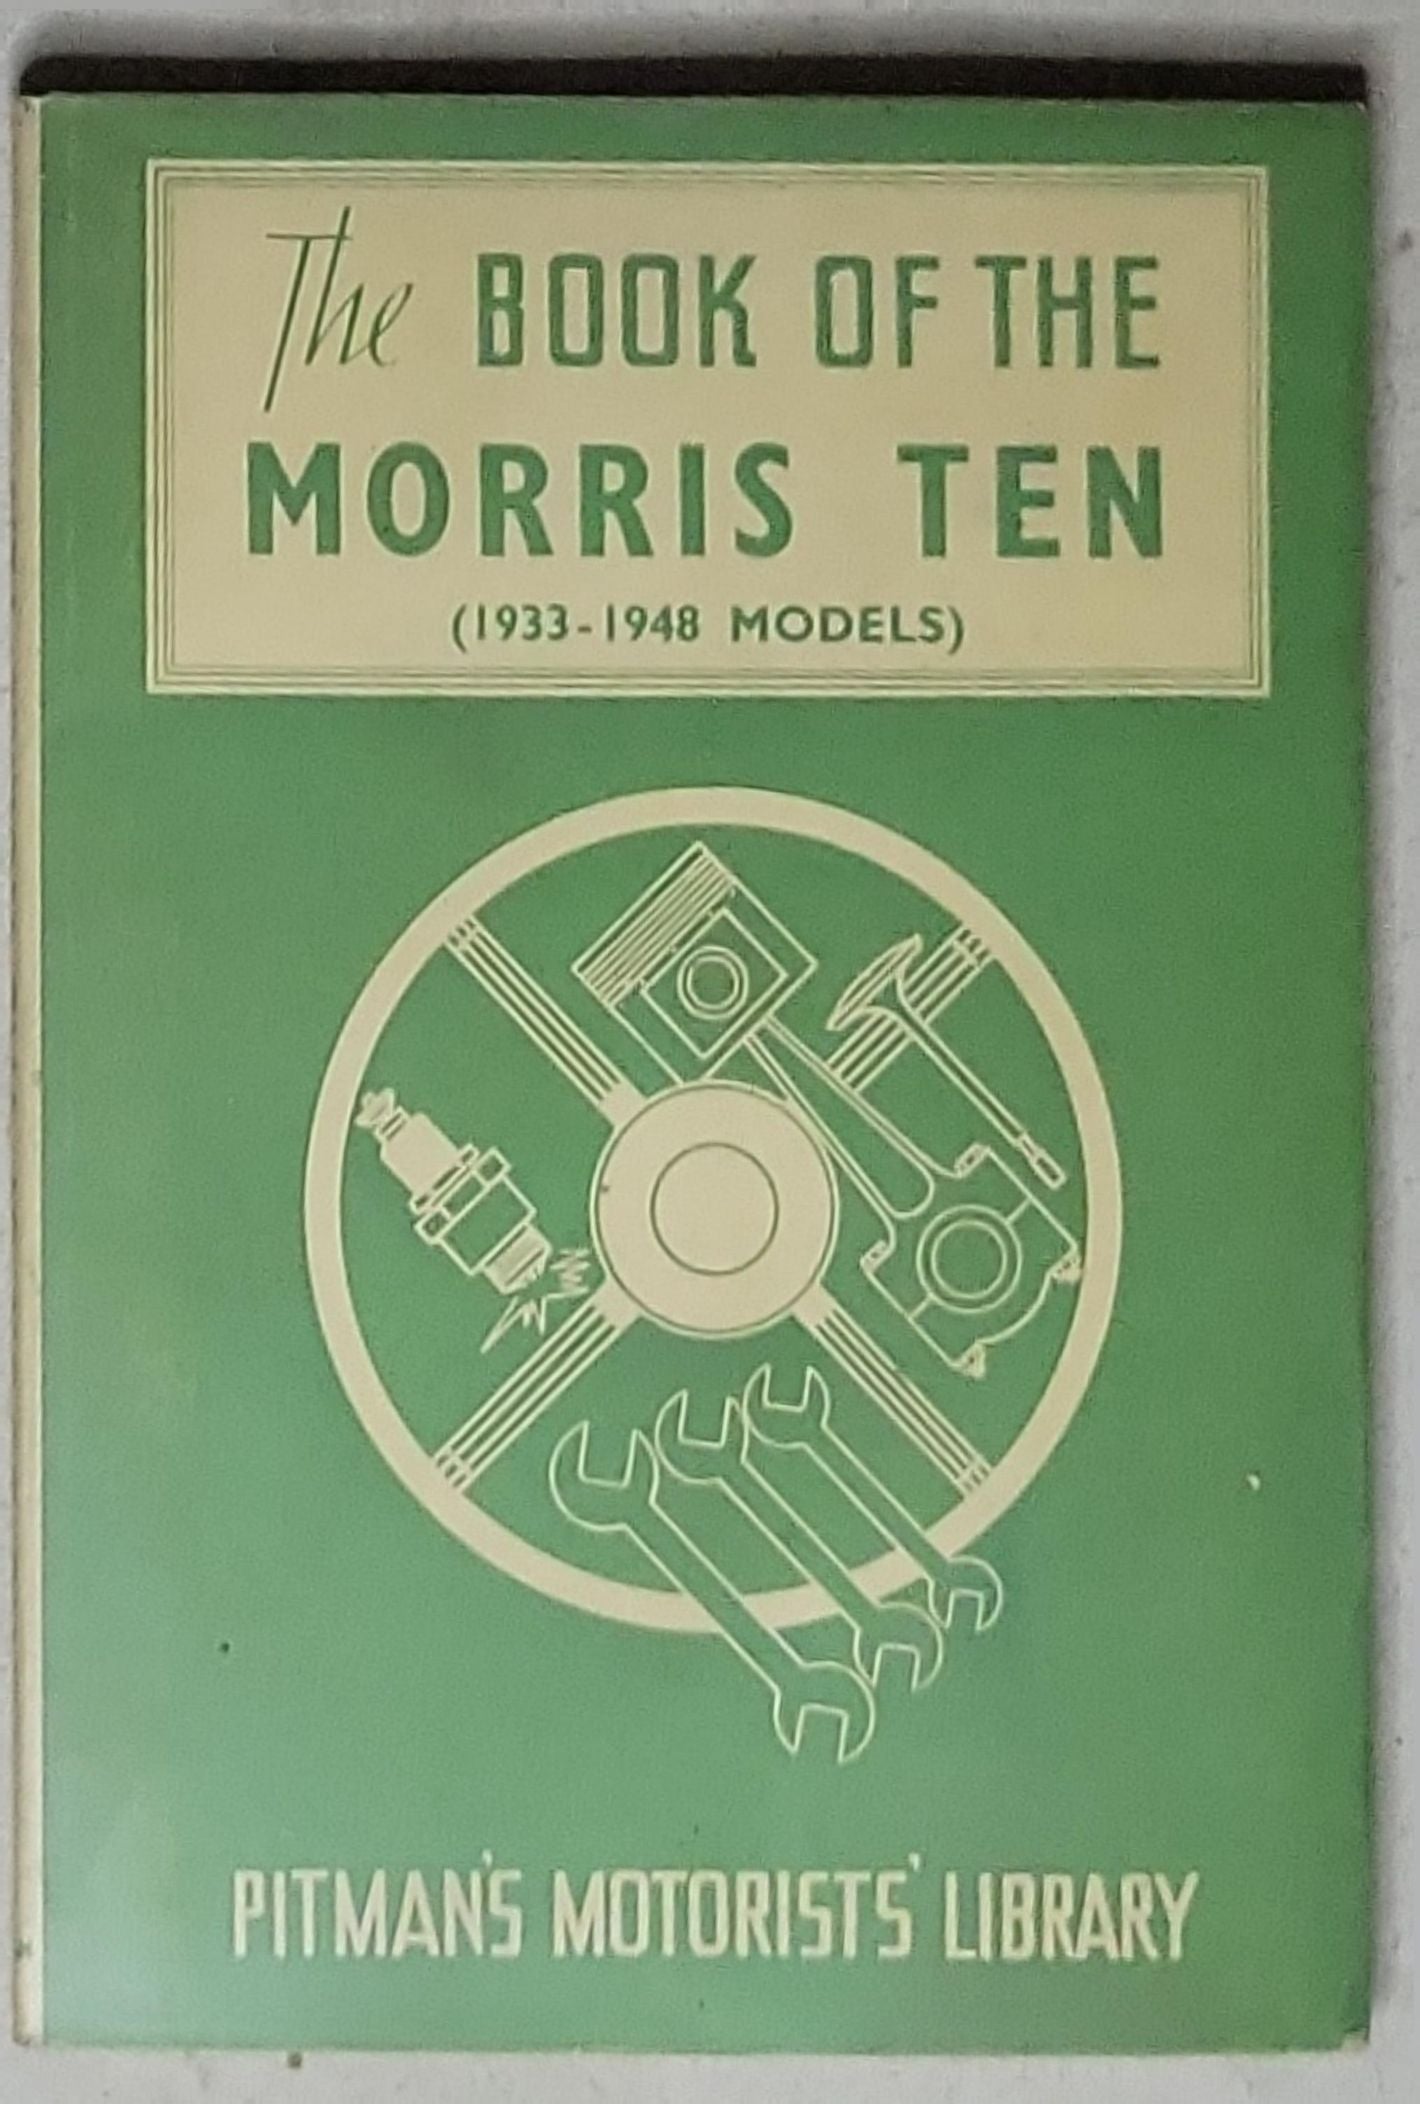 The BOOK OF THE
MORRIS TEN
(1933-1948 MODELS)
PITMAN'S MOTORISTS' LIBRARY